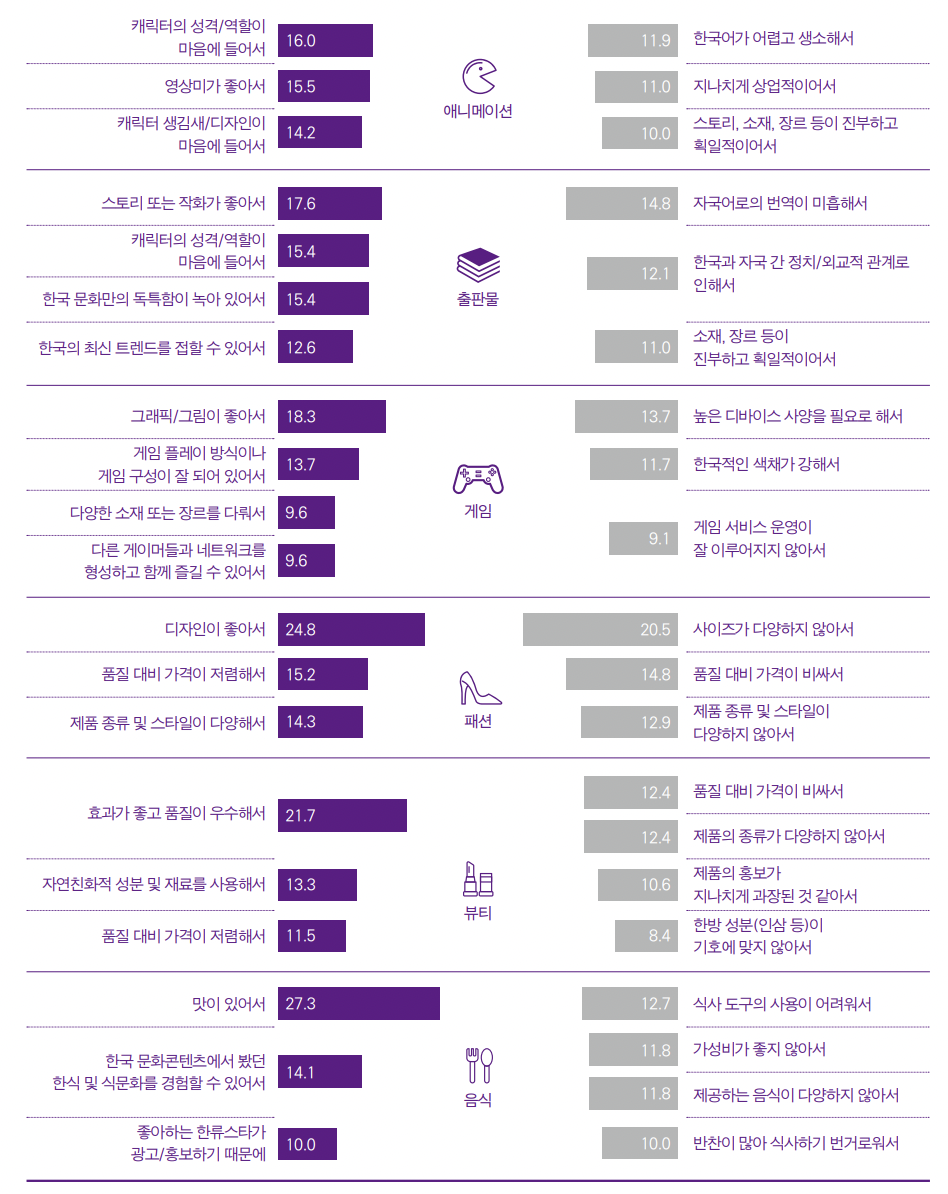 캐릭터의 성격/역할이
마음에 들어서
16.0
11.9
한국어가 어렵고 생소해서
영상미가 좋아서
15.5
11.0
지나치게 상업적이어서
애니메이션
캐릭터 생김새/디자인이
마음에 들어서
14.2
10.0
스토리, 소재, 장르 등이 진부하고
획일적이어서
스토리 또는 작화가 좋아서
17.6
14.8
자국어로의 번역이 미흡해서
캐릭터의 성격/역할이
마음에 들어서
15.4
12.1
한국과 자국 간 정치/외교적 관계로
인해서
출판물
한국 문화만의 독특함이 녹아 있어서
15.4
한국의 최신 트렌드를 접할 수 있어서
12.6
11.0
소재, 장르 등이
진부하고 획일적이어서
그래픽/그림이 좋아서
18.3
13.7
높은 디바이스 사양을 필요로 해서
게임 플레이 방식이나
게임 구성이 잘 되어 있어서
13.7
11.7
한국적인 색채가 강해서
게임
다양한 소재 또는 장르를 다뤄서
9.6
9.1
게임 서비스 운영이
잘 이루어지지 않아서
다른 게이머들과 네트워크를
형성하고 함께 즐길 수 있어서
9.6
디자인이 좋아서
24.8
20.5
사이즈가 다양하지 않아서
품질 대비 가격이 저렴해서
15.2
14.8
품질 대비 가격이 비싸서
패션
제품 종류 및 스타일이 다양해서
14.3
12.9
제품 종류 및 스타일이
다양하지 않아서
효과가 좋고 품질이 우수해서
21.7
12.4
품질 대비 가격이 비싸서
12.4
제품의 종류가 다양하지 않아서
자연친화적 성분 및 재료를 사용해서
13.3
10.6
제품의 홍보가
지나치게 과장된 것 같아서
뷰티
품질 대비 가격이 저렴해서
11.5
8.4
한방 성분(인삼 등)이
기호에 맞지 않아서
맛이 있어서
27.3
12.7
식사 도구의 사용이 어려워서
한국 문화콘텐츠에서 봤던
한식 및 식문화를 경험할 수 있어서
14.1
11.8
가성비가 좋지 않아서
음식
11.8
제공하는 음식이 다양하지 않아서
좋아하는 한류스타가
광고/홍보하기 때문에
10.0
10.0
반찬이 많아 식사하기 번거로워서